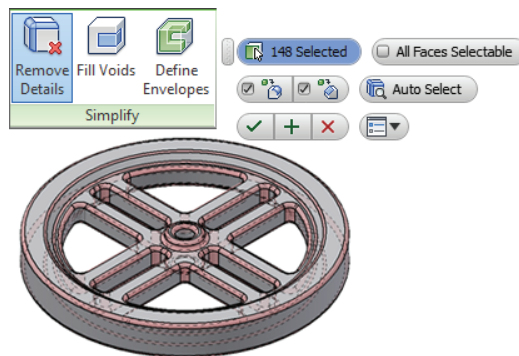 Remove Details
Fill Voids
Define Envelopes
Simplify
148 Selected
All Faces Selectable
Auto Select